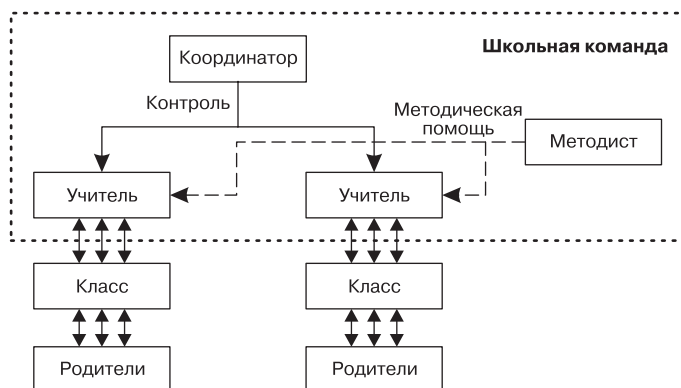 Школьная команда
Координатор
Контроль
Методическая
помощь
Методист
Учитель
Учитель
Класс
Класс
Родители
Родители